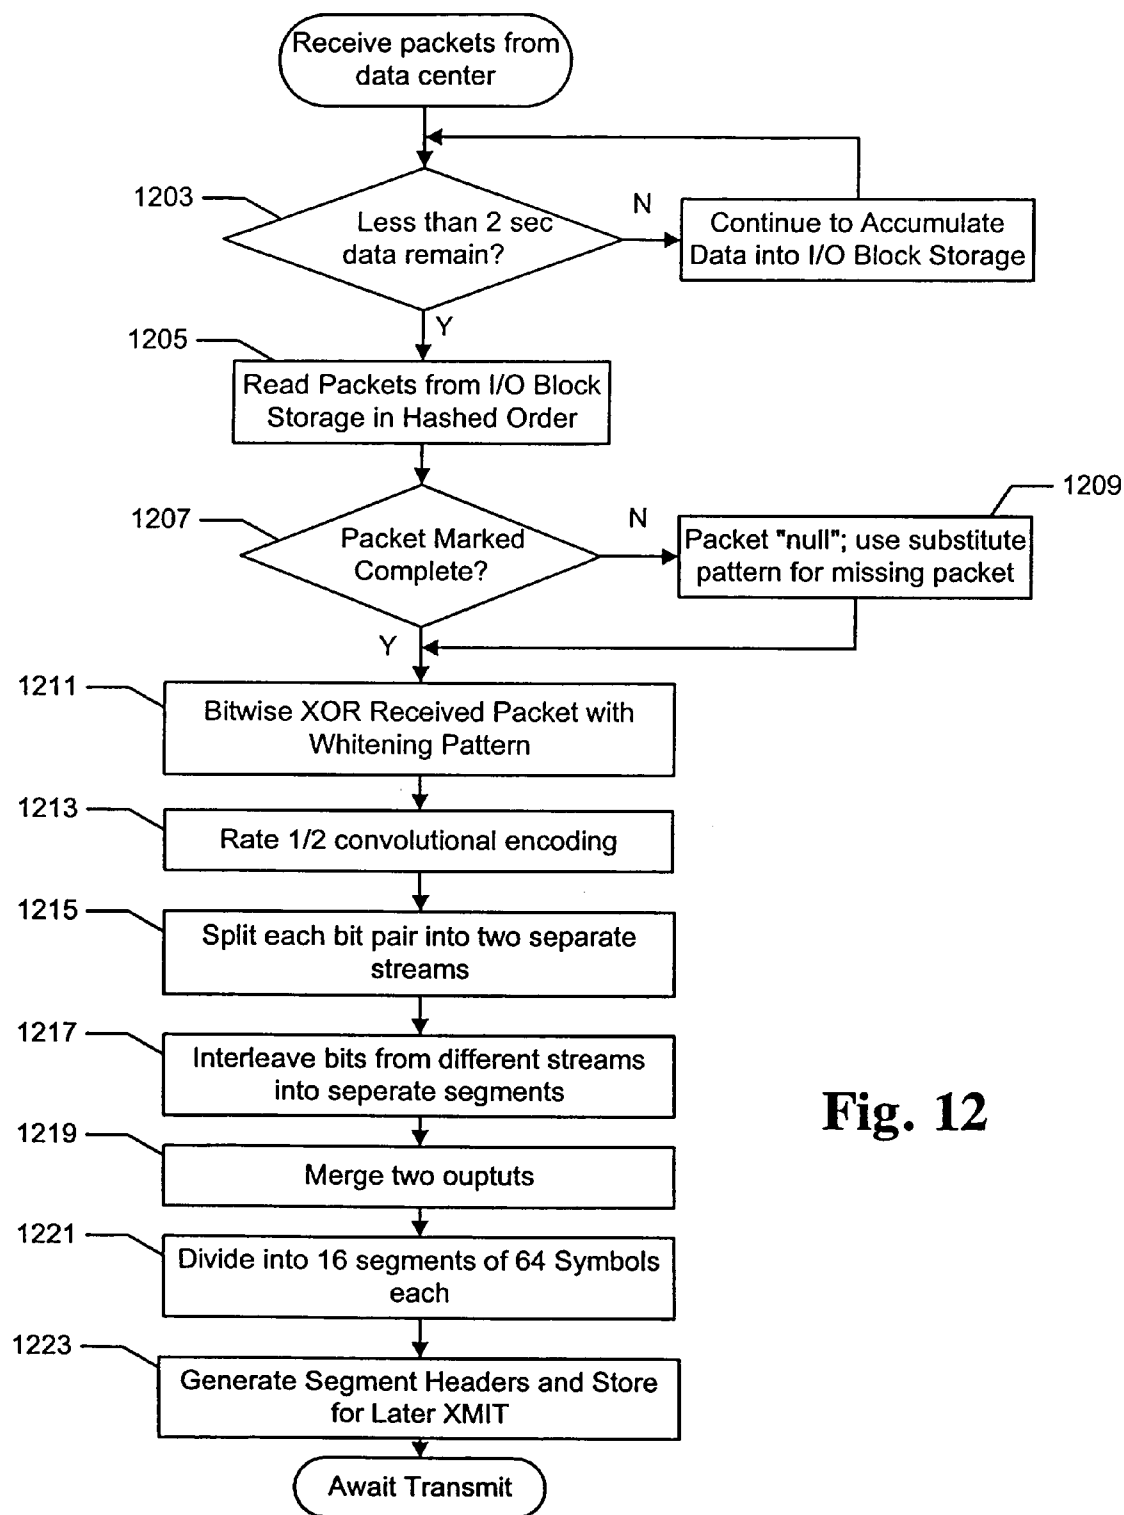 Receive packets from
data center
1203
Less than 2 sec
data remain?
N
Continue to Accumulate
Data into I/O Block Storage
Y
1205
Read Packets from I/O Block
Storage in Hashed Order
1207
Packet Marked
Complete?
N
1209
Packet "null"; use substitute
pattern for missing packet
Y
1211
Bitwise XOR Received Packet with
Whitening Pattern
1213
Rate 1/2 convolutional encoding
1215
Split each bit pair into two separate
streams
1217
Interleave bits from different streams
into seperate segments
1219
Merge two ouptuts
1221
Divide into 16 segments of 64 Symbols
each
1223
Generate Segment Headers and Store
for Later XMIT
Await Transmit
Fig. 12